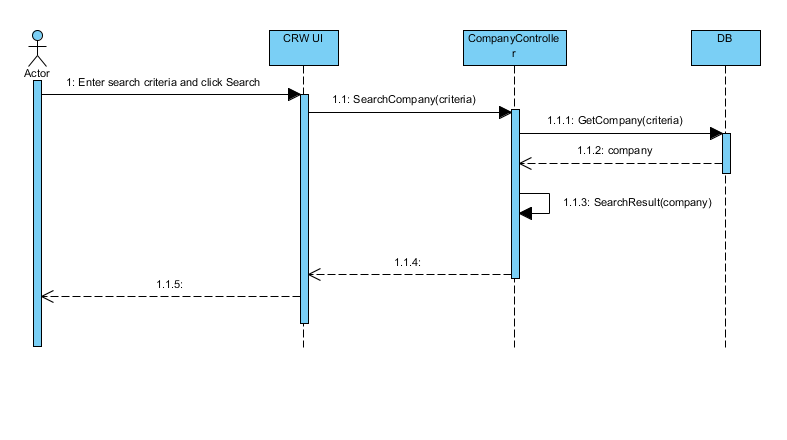 CRW UI
CompanyControlle
r
DB
Actor
1: Enter search criteria and click Search
1.1: SearchCompany(criteria)
1.1.1: GetCompany(criteria)
1.1.2: company
1.1.3: SearchResult(company)
1.1.4:
1.1.5: